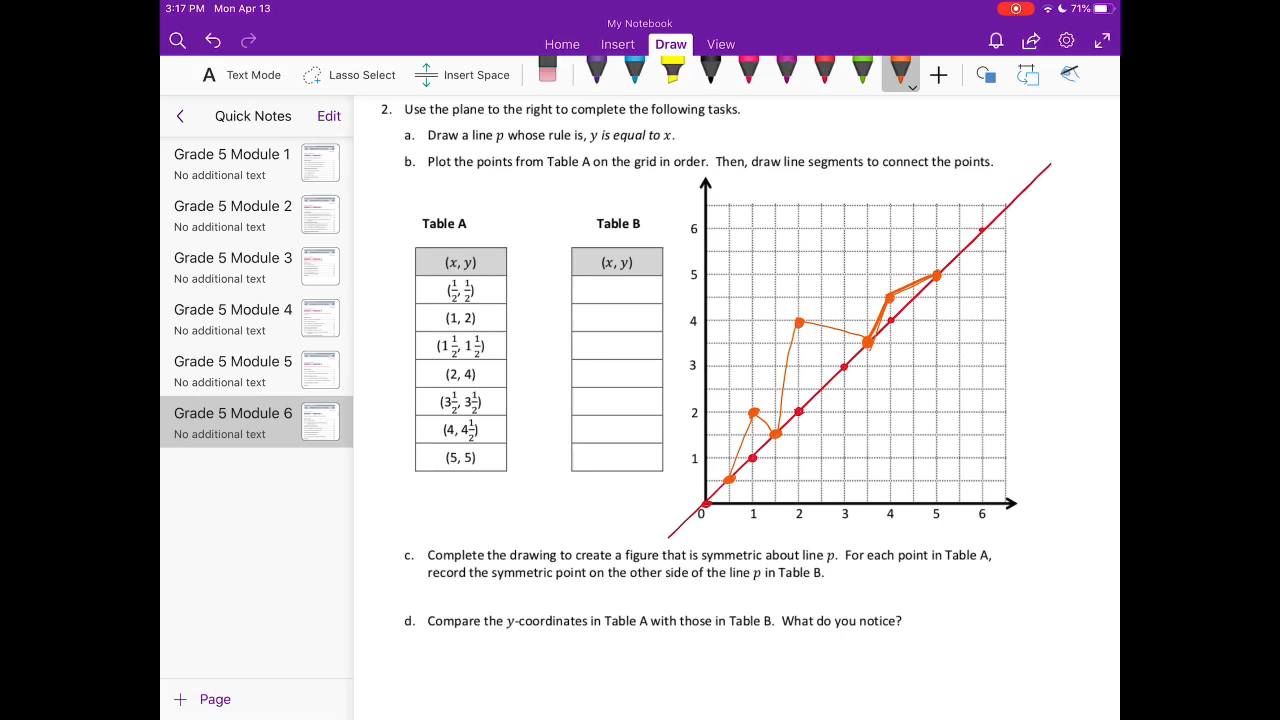 3:17 PM Mon Apr 13
71%
My Notebook
Home Insert Draw View
Text Mode Lasso Select Insert Space
Quick Notes Edit
Grade 5 Module 1
No additional text
Grade 5 Module 2
No additional text
Grade 5 Module 3
No additional text
Grade 5 Module 4
No additional text
Grade 5 Module 5
No additional text
Grade 5 Module 6
No additional text
Page
2. Use the plane to the right to complete the following tasks.
a. Draw a line p whose rule is, y is equal to x.
b. Plot the points from Table A on the grid in order. Then, draw line segments to connect the points.
Table A
(x, y)
(1/2, 1/2)
(1, 2)
(1 1/2, 1 1/2)
(2, 4)
(3 1/2, 3 1/2)
(4, 4 1/2)
(5, 5)
Table B
(x, y)
6
5
4
3
2
1
0 1 2 3 4 5 6
c. Complete the drawing to create a figure that is symmetric about line p. For each point in Table A,
record the symmetric point on the other side of the line p in Table B.
d. Compare the y-coordinates in Table A with those in Table B. What do you notice?